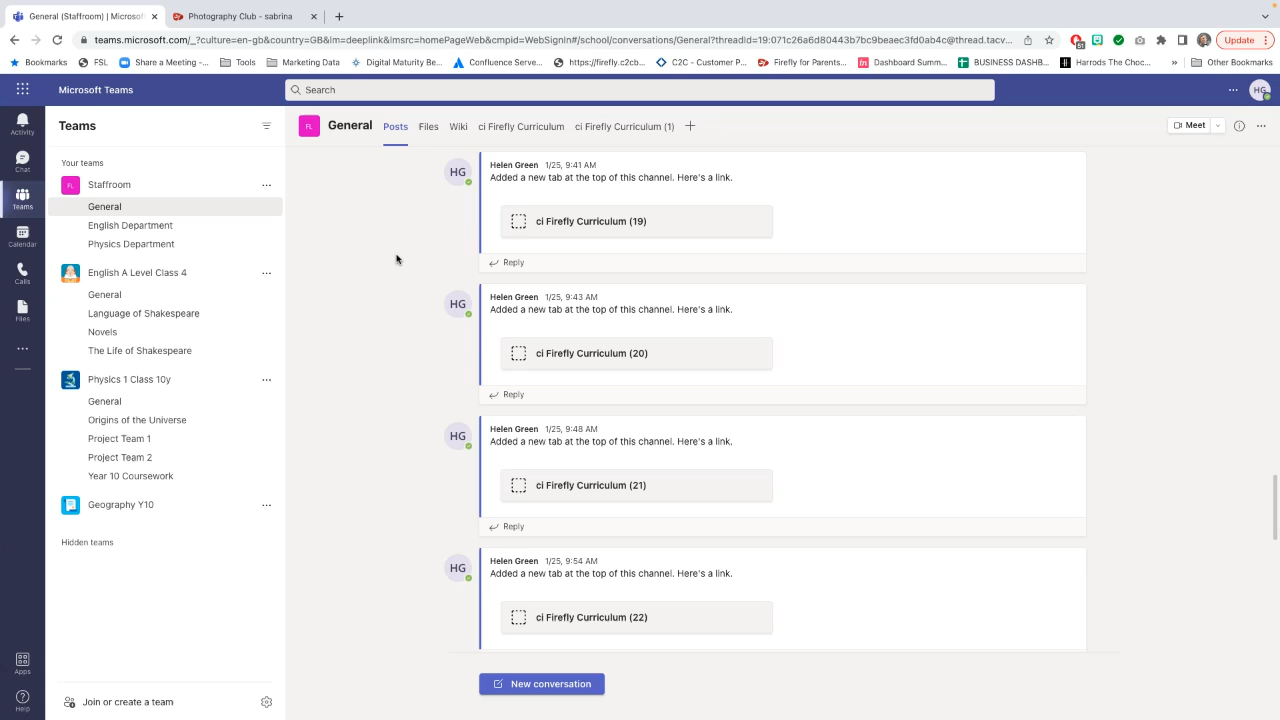 General (Staffroom) | Microsof
Photography Club - sabrina
teams.microsoft.com/_?culture=en-gb&country=GB&lm=deeplink&lmsrc=homePageWeb&cmpid=WebSignIn#/school/conversations/General?threadId=19:071c26a6d80443b7bc9beaec3fd0ab4c@thread.tacv...
51
Update
Bookmarks
FSL
Share a Meeting -...
Tools
Marketing Data
Digital Maturity Be...
Confluence Server...
https://firefly.c2cb...
C2C - Customer P...
Firefly for Parents...
Dashboard Summ...
BUSINESS DASHB...
Harrods The Choc...
»
Other Bookmarks
Microsoft Teams
Search
HG
Activity
Chat
Teams
Calendar
Calls
Files
Apps
Help
Teams
Your teams
FL Staffroom
General
English Department
Physics Department
English A Level Class 4
General
Language of Shakespeare
Novels
The Life of Shakespeare
Physics 1 Class 10y
General
Origins of the Universe
Project Team 1
Project Team 2
Year 10 Coursework
Geography Y10
Hidden teams
Join or create a team
FL General Posts Files Wiki ci Firefly Curriculum ci Firefly Curriculum (1)
Meet
HG
Helen Green 1/25, 9:41 AM
Added a new tab at the top of this channel. Here's a link.
ci Firefly Curriculum (19)
Reply
HG
Helen Green 1/25, 9:43 AM
Added a new tab at the top of this channel. Here's a link.
ci Firefly Curriculum (20)
Reply
HG
Helen Green 1/25, 9:48 AM
Added a new tab at the top of this channel. Here's a link.
ci Firefly Curriculum (21)
Reply
HG
Helen Green 1/25, 9:54 AM
Added a new tab at the top of this channel. Here's a link.
ci Firefly Curriculum (22)
New conversation